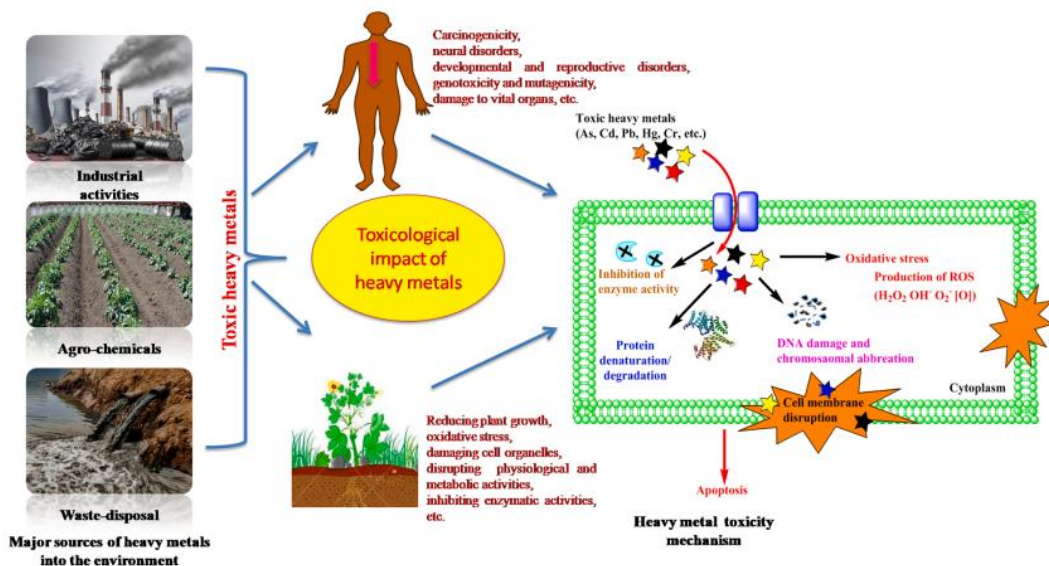 Industrial
activities
Agro-chemicals
Waste-disposal
Major sources of heavy metals
into the environment
Toxic heavy metals
Carcinogenicity,
neural disorders,
developmental and reproductive disorders,
genotoxicity and mutagenicity,
damage to vital organs, etc.
Toxicological
impact of
heavy metals
Reducing plant growth,
oxidative stress,
damaging cell organelles,
disrupting physiological and
metabolic activities,
inhibiting enzymatic activities,
etc.
Toxic heavy metals
(As, Cd, Pb, Hg, Cr, etc.)
Inhibition of
enzyme activity
Oxidative stress
Production of ROS
(H₂O₂ OH⁻ O₂⁻ [O])
Protein
denaturation/
degradation
DNA damage and
chromosaomal abbreation
Cytoplasm
Cell membrane
disruption
Apoptosis
Heavy metal toxicity
mechanism